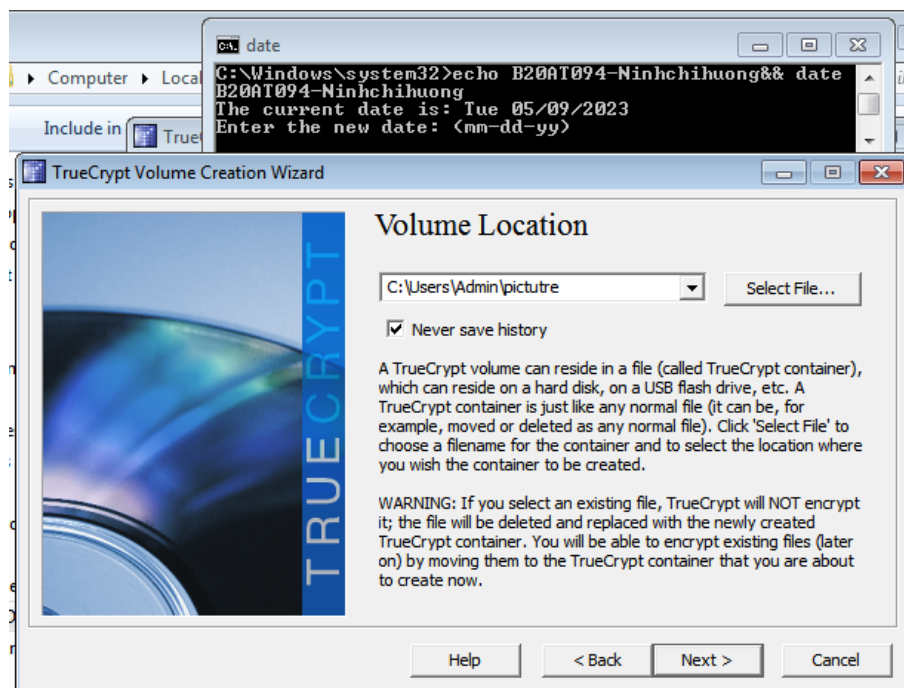 date
C:\Windows\system32>echo B20AT094-Ninhchihuong&& date
B20AT094-Ninhchihuong
The current date is: Tue 05/09/2023
Enter the new date: (mm-dd-yy)
Computer
Local
Include in
True
TrueCrypt Volume Creation Wizard
TRUECRYPT
Volume Location
C:\Users\Admin\pictutre
Select File...
Never save history
A TrueCrypt volume can reside in a file (called TrueCrypt container),
which can reside on a hard disk, on a USB flash drive, etc. A
TrueCrypt container is just like any normal file (it can be, for
example, moved or deleted as any normal file). Click 'Select File' to
choose a filename for the container and to select the location where
you wish the container to be created.
WARNING: If you select an existing file, TrueCrypt will NOT encrypt
it; the file will be deleted and replaced with the newly created
TrueCrypt container. You will be able to encrypt existing files (later
on) by moving them to the TrueCrypt container that you are about
to create now.
Help
< Back
Next >
Cancel